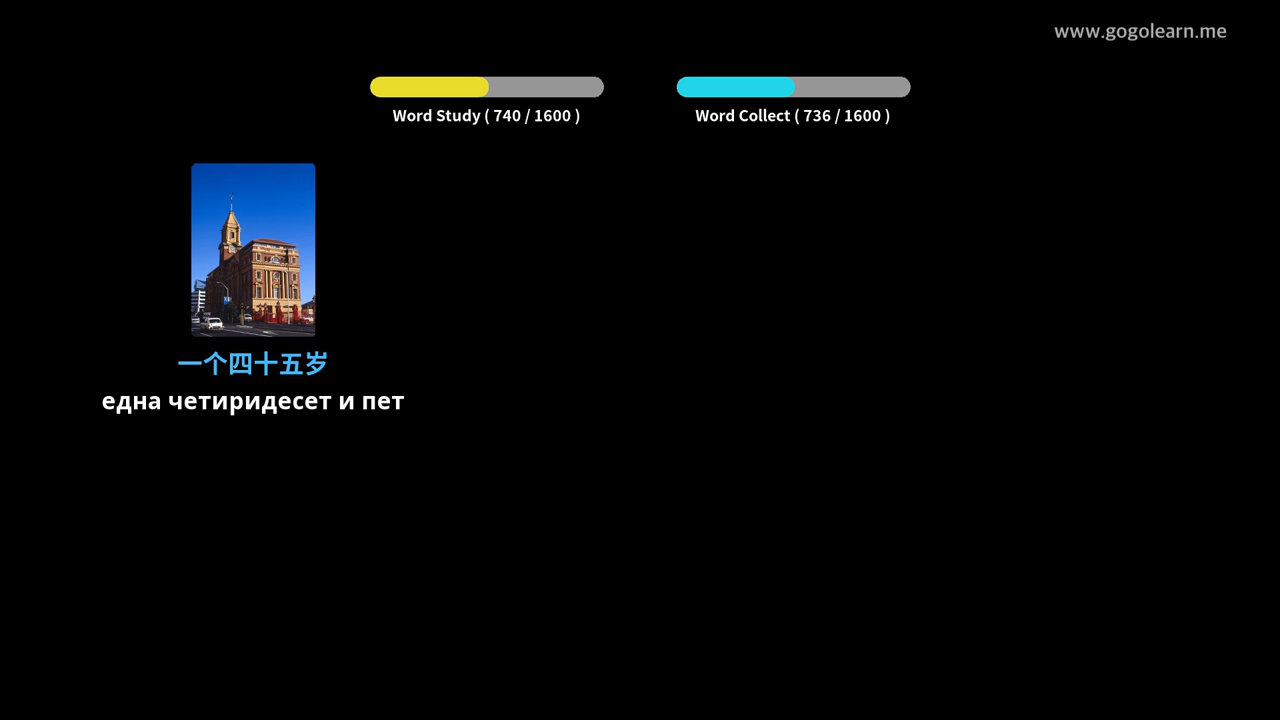 www.gogolearn.me
Word Study ( 740 / 1600 )
Word Collect ( 736 / 1600 )
一个四十五岁
една четиридесет и пет